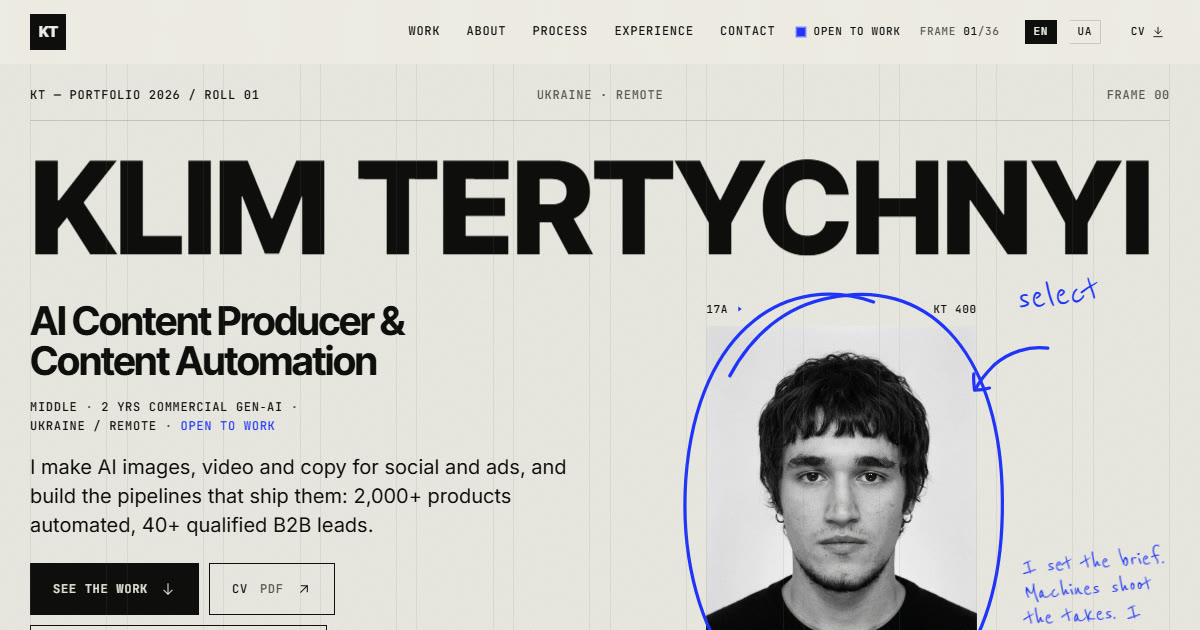 KT
WORK ABOUT PROCESS EXPERIENCE CONTACT OPEN TO WORK FRAME 01/36 EN UA CV ↓
KT — PORTFOLIO 2026 / ROLL 01
UKRAINE · REMOTE
FRAME 00
KLIM TERTYCHNYI
AI Content Producer &
Content Automation
MIDDLE · 2 YRS COMMERCIAL GEN-AI ·
UKRAINE / REMOTE · OPEN TO WORK
I make AI images, video and copy for social and ads, and
build the pipelines that ship them: 2,000+ products
automated, 40+ qualified B2B leads.
SEE THE WORK ↓
CV PDF ↗
17A ▸
KT 400
select
I set the brief.
Machines shoot
the takes. I